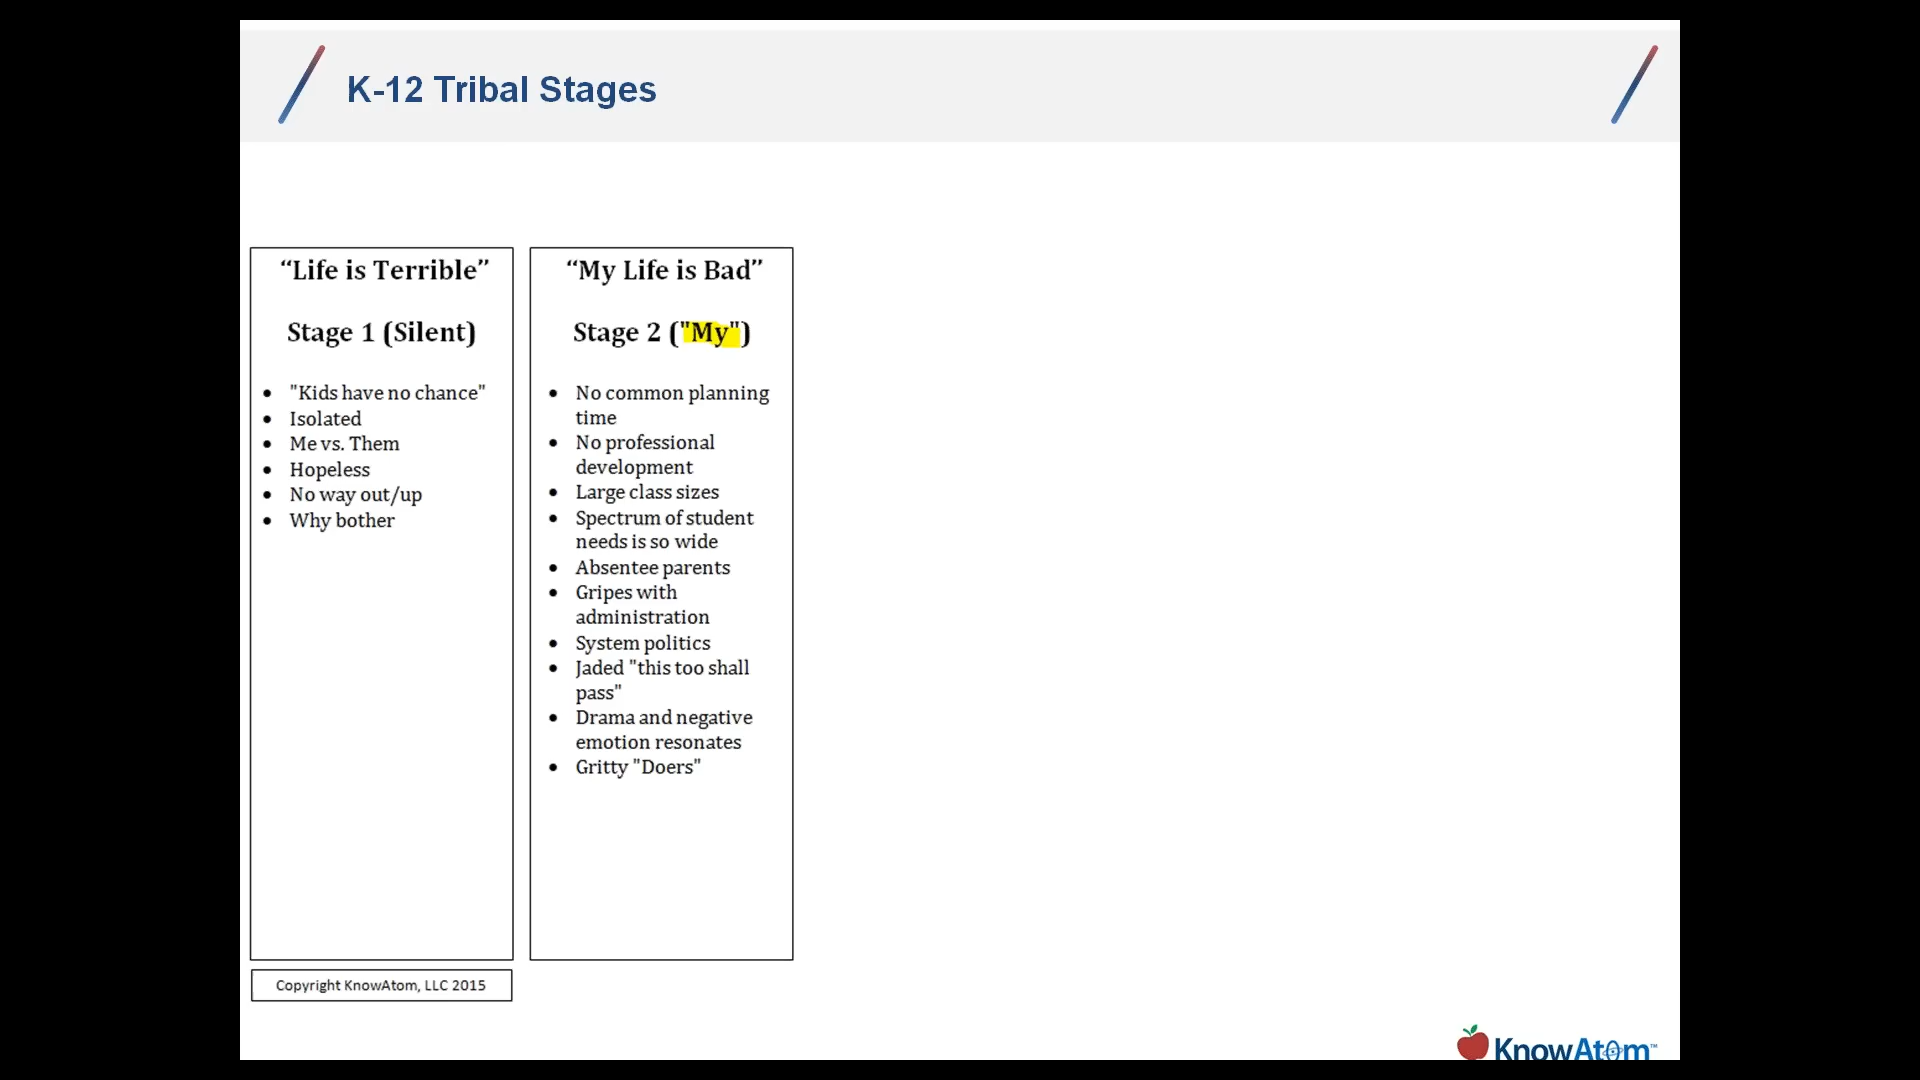 K-12 Tribal Stages
“Life is Terrible”
Stage 1 (Silent)
• "Kids have no chance"
• Isolated
• Me vs. Them
• Hopeless
• No way out/up
• Why bother
“My Life is Bad”
Stage 2 ("My")
• No common planning
time
• No professional
development
• Large class sizes
• Spectrum of student
needs is so wide
• Absentee parents
• Gripes with
administration
• System politics
• Jaded "this too shall
pass"
• Drama and negative
emotion resonates
• Gritty "Doers"
Copyright KnowAtom, LLC 2015
KnowAtom™